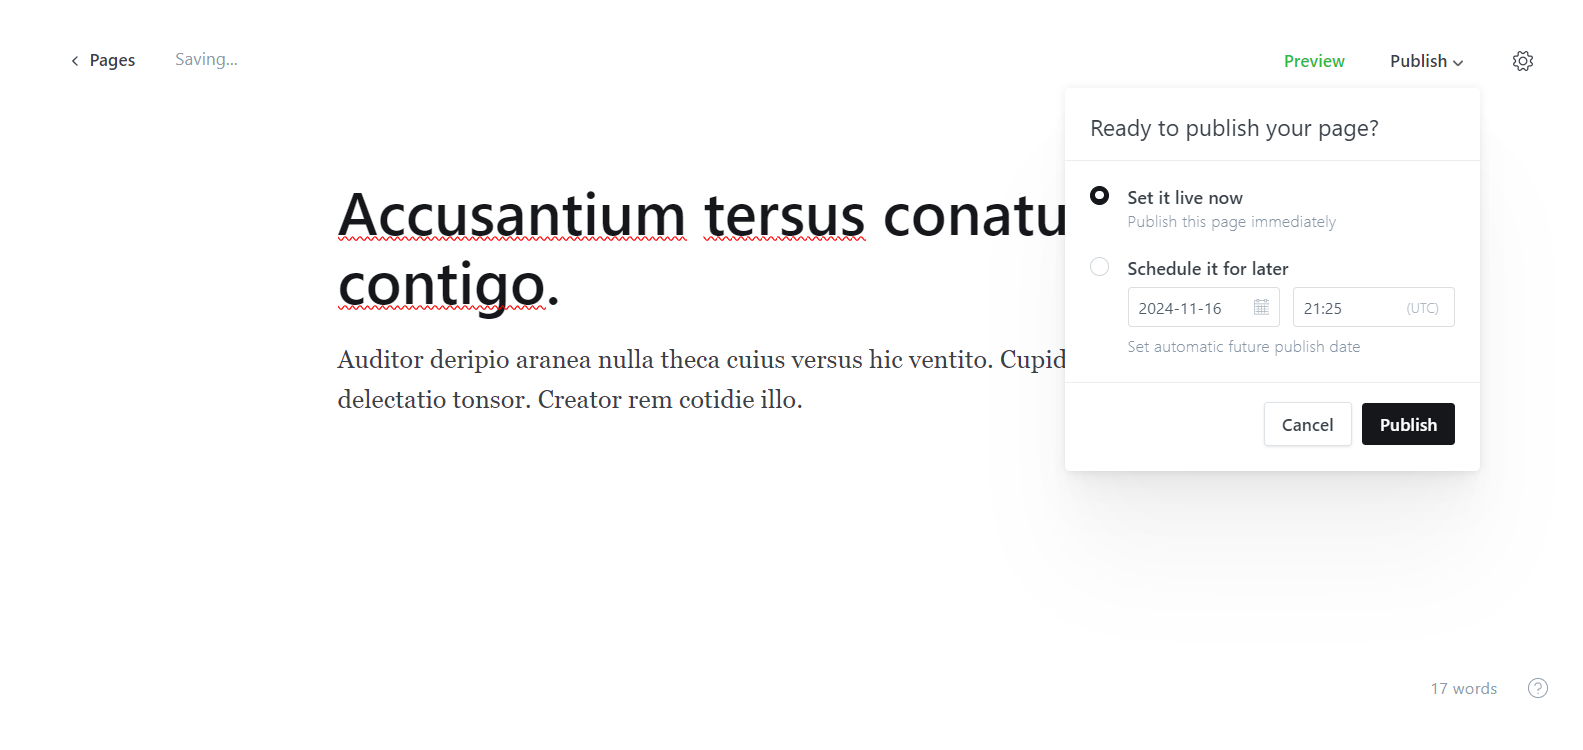 Pages
Saving...
Preview
Publish
Ready to publish your page?
Set it live now
Publish this page immediately
Schedule it for later
2024-11-16
21:25
(UTC)
Set automatic future publish date
Cancel
Publish
Accusantium tersus
contigo.
Auditor deripio aranea nulla theca cuius versus hic ventito.
delectatio tonsor. Creator rem cotidie illo.
17 words
?